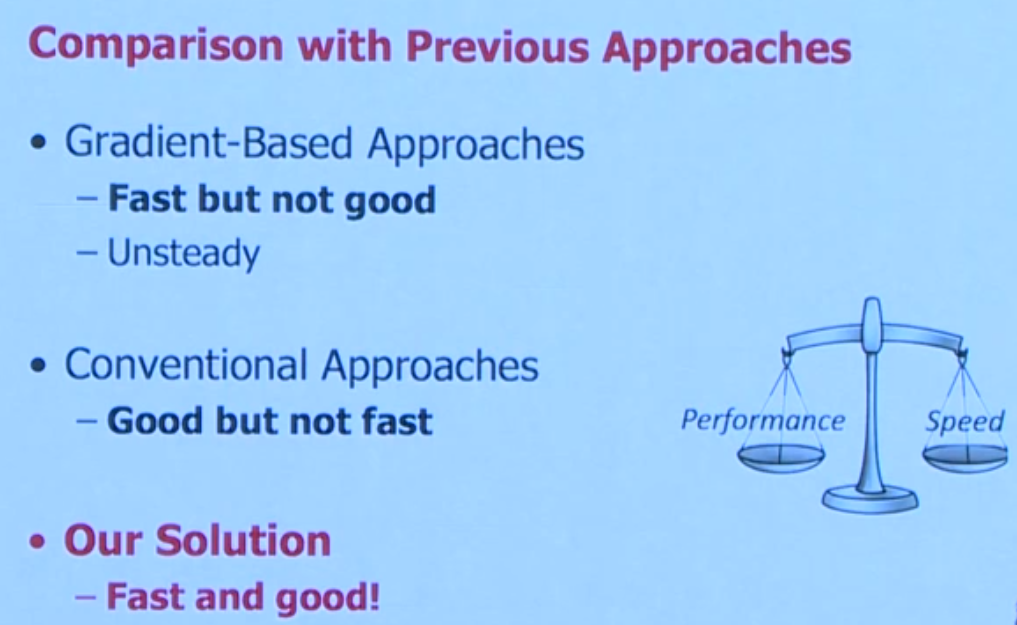 Comparison with Previous Approaches
• Gradient-Based Approaches
– Fast but not good
– Unsteady
• Conventional Approaches
– Good but not fast
Performance
Speed
• Our Solution
– Fast and good!